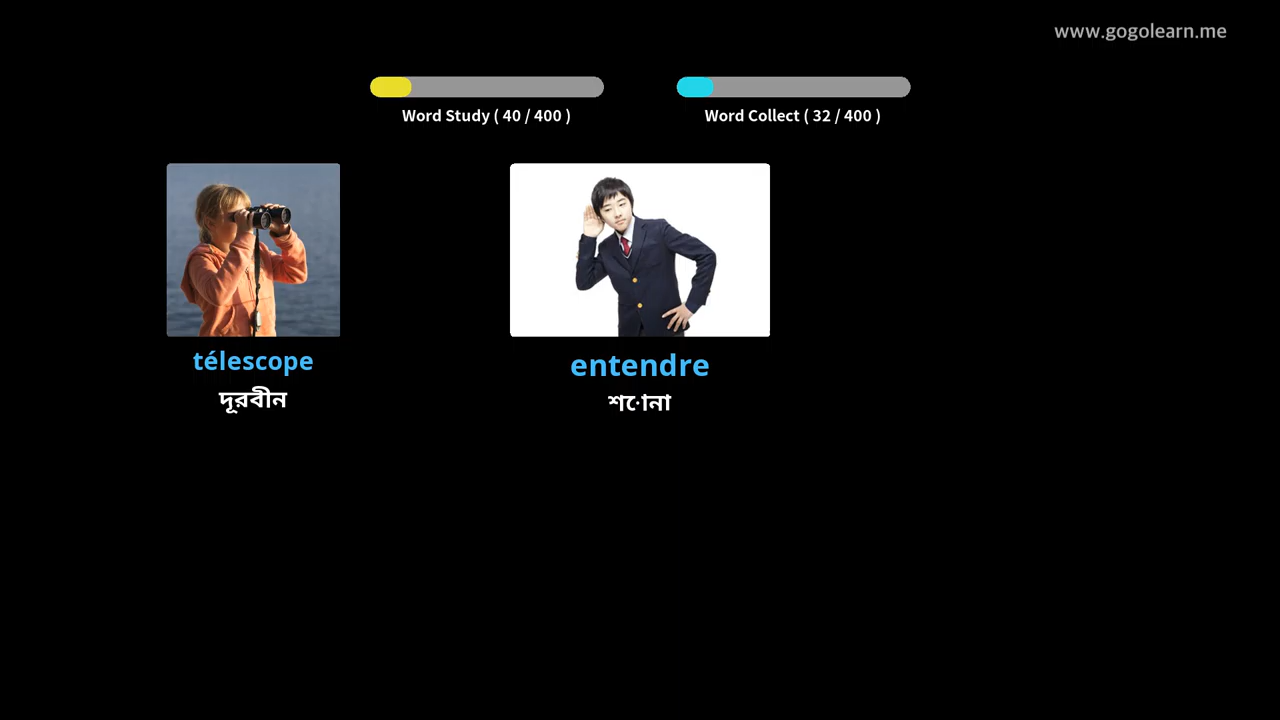 www.gogolearn.me
Word Study ( 40 / 400 )
Word Collect ( 32 / 400 )
télescope
দূরবীন
entendre
শোনা